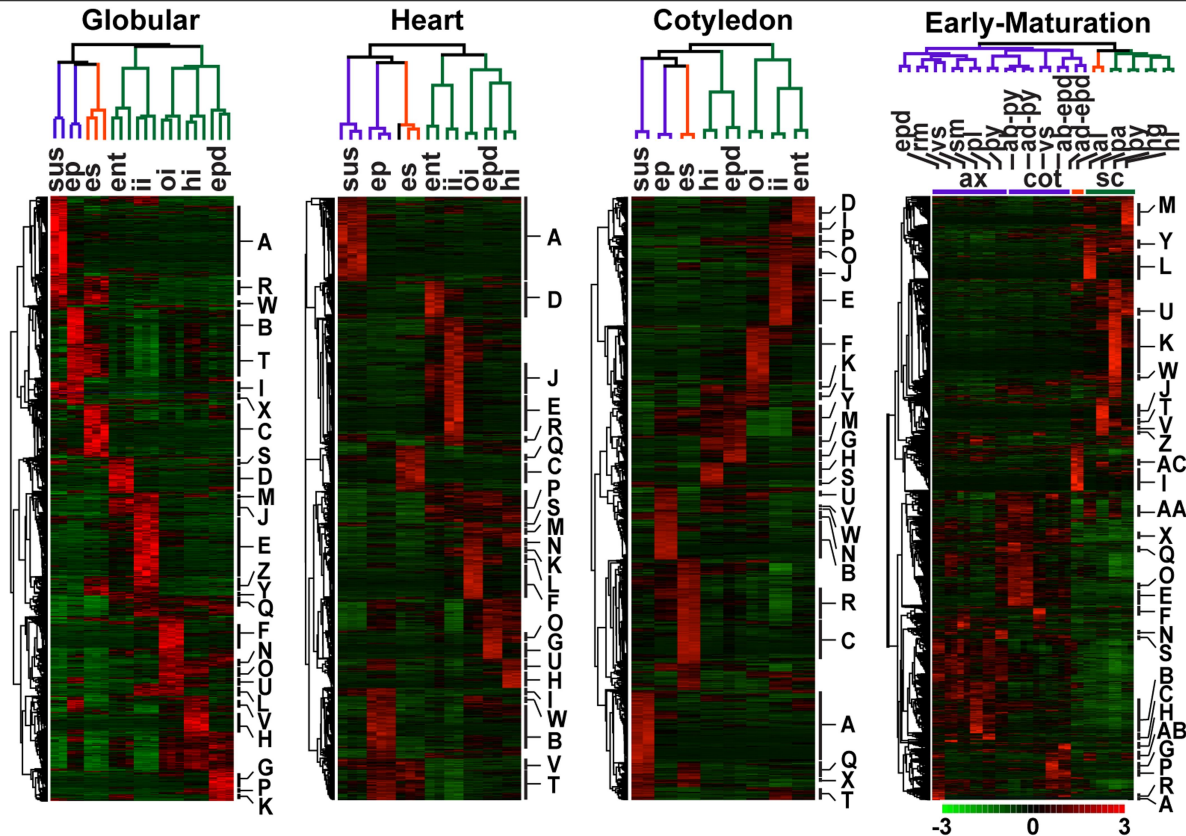 Globular
Heart
Cotyledon
Early-Maturation
sus
ep
es
ent
ii
oi
hi
epd
sus
ep
es
ent
ii
oi
epd
hi
sus
ep
es
hi
epd
oi
ii
ent
epd
rm
vs
sm
pl
py
ab-py
ad-py
vs
ab-epd
ad-epd
al
pa
py
hg
hl
ax
cot
sc
A
R
W
B
T
I
X
C
S
D
M
J
E
Z
Y
Q
F
N
O
U
L
V
H
G
P
K
A
D
J
E
R
Q
C
P
S
M
N
K
L
F
O
G
U
H
I
W
B
V
T
D
I
P
O
J
E
F
K
L
Y
M
G
H
S
U
V
W
N
B
R
C
A
Q
X
T
M
Y
L
U
K
W
J
T
V
Z
AC
I
AA
X
Q
O
E
F
N
S
B
C
H
AB
G
P
R
A
-3
0
3